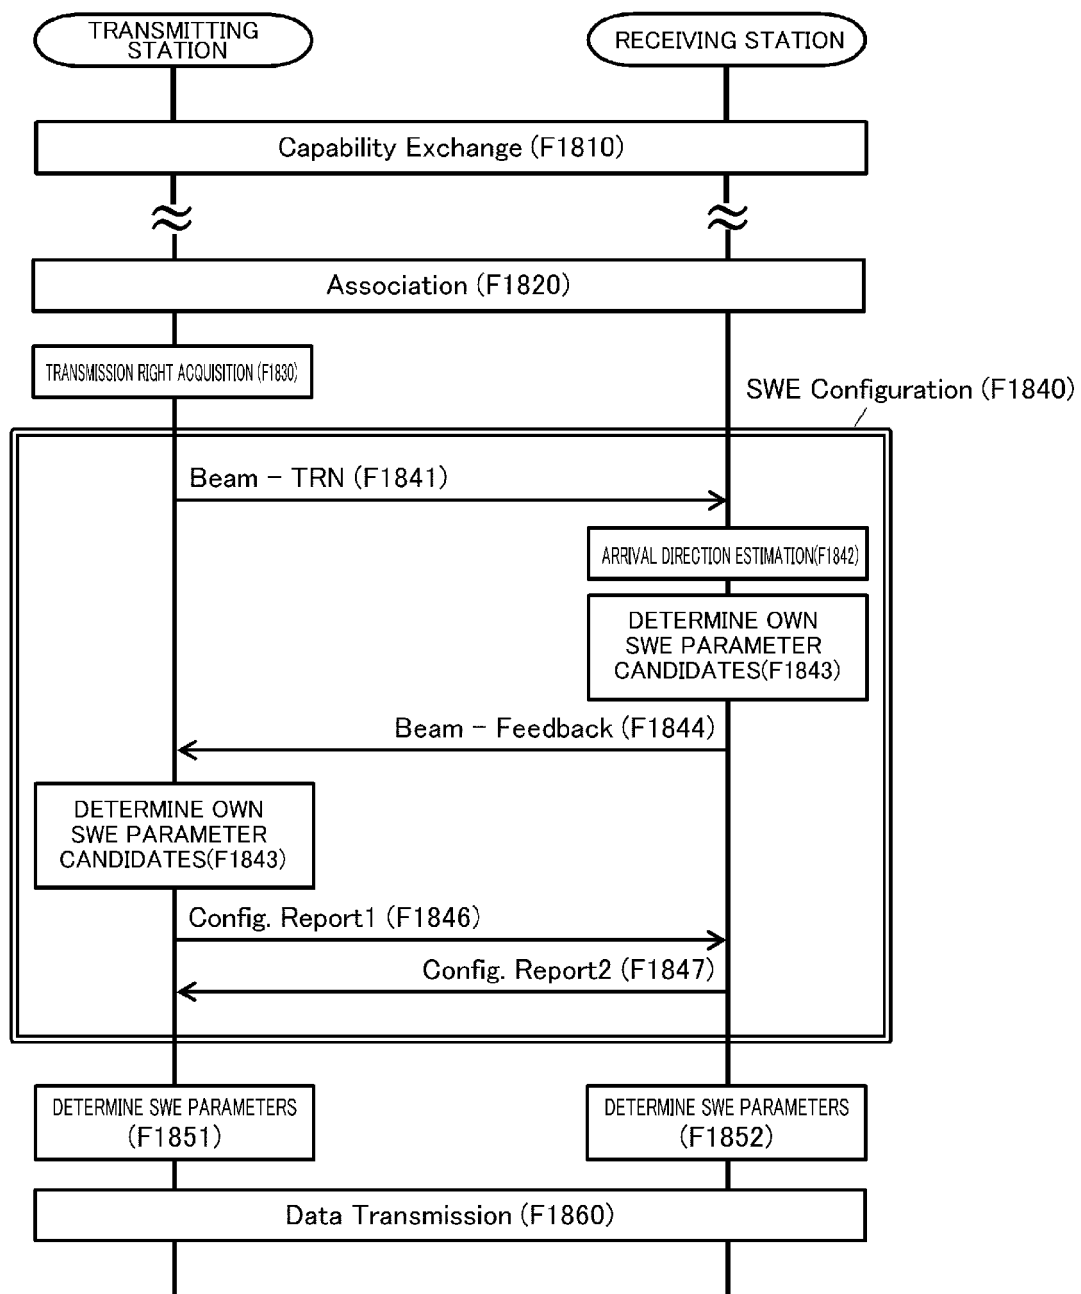 TRANSMITTING
STATION
RECEIVING STATION
Capability Exchange (F1810)
Association (F1820)
TRANSMISSION RIGHT ACQUISITION (F1830)
SWE Configuration (F1840)
Beam - TRN (F1841)
ARRIVAL DIRECTION ESTIMATION(F1842)
DETERMINE OWN
SWE PARAMETER
CANDIDATES(F1843)
Beam - Feedback (F1844)
DETERMINE OWN
SWE PARAMETER
CANDIDATES(F1843)
Config. Report1 (F1846)
Config. Report2 (F1847)
DETERMINE SWE PARAMETERS
(F1851)
DETERMINE SWE PARAMETERS
(F1852)
Data Transmission (F1860)